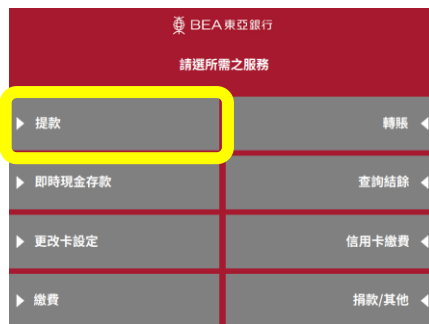 BEA東亞銀行
請選所需之服務
提款
轉賬
即時現金存款
查詢結餘
更改卡設定
信用卡繳費
繳費
捐款/其他